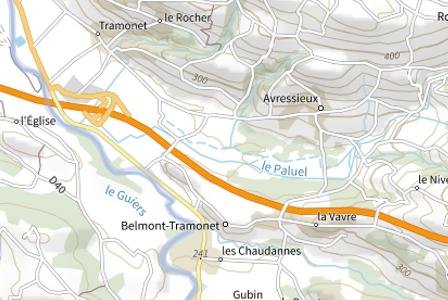 le Rocher
Tramonet
400
300
Avressieux
l'Église
le Paluel
D40
le Guiers
le Nive
la Vavre
Belmont-Tramonet
les Chaudannes
241
300
Gubin